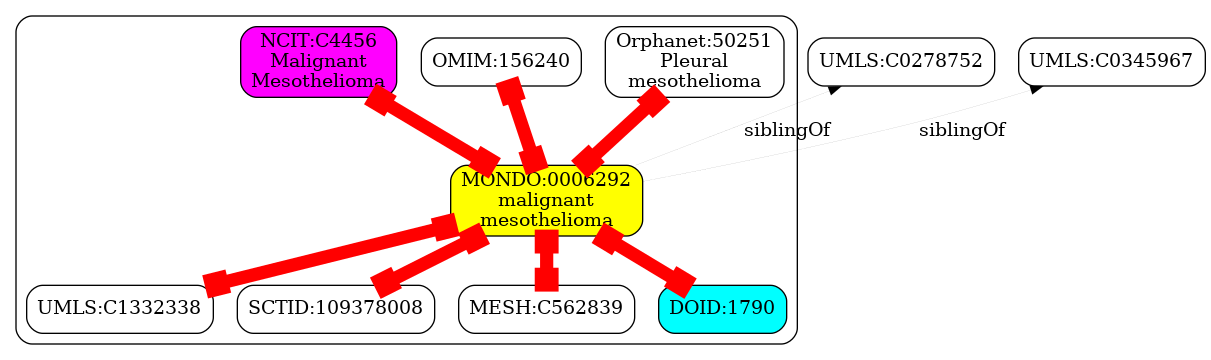 NCIT:C4456
Malignant
Mesothelioma
OMIM:156240
Orphanet:50251
Pleural
mesothelioma
UMLS:C0278752
UMLS:C0345967
siblingOf
siblingOf
MONDO:0006292
malignant
mesothelioma
UMLS:C1332338
SCTID:109378008
MESH:C562839
DOID:1790